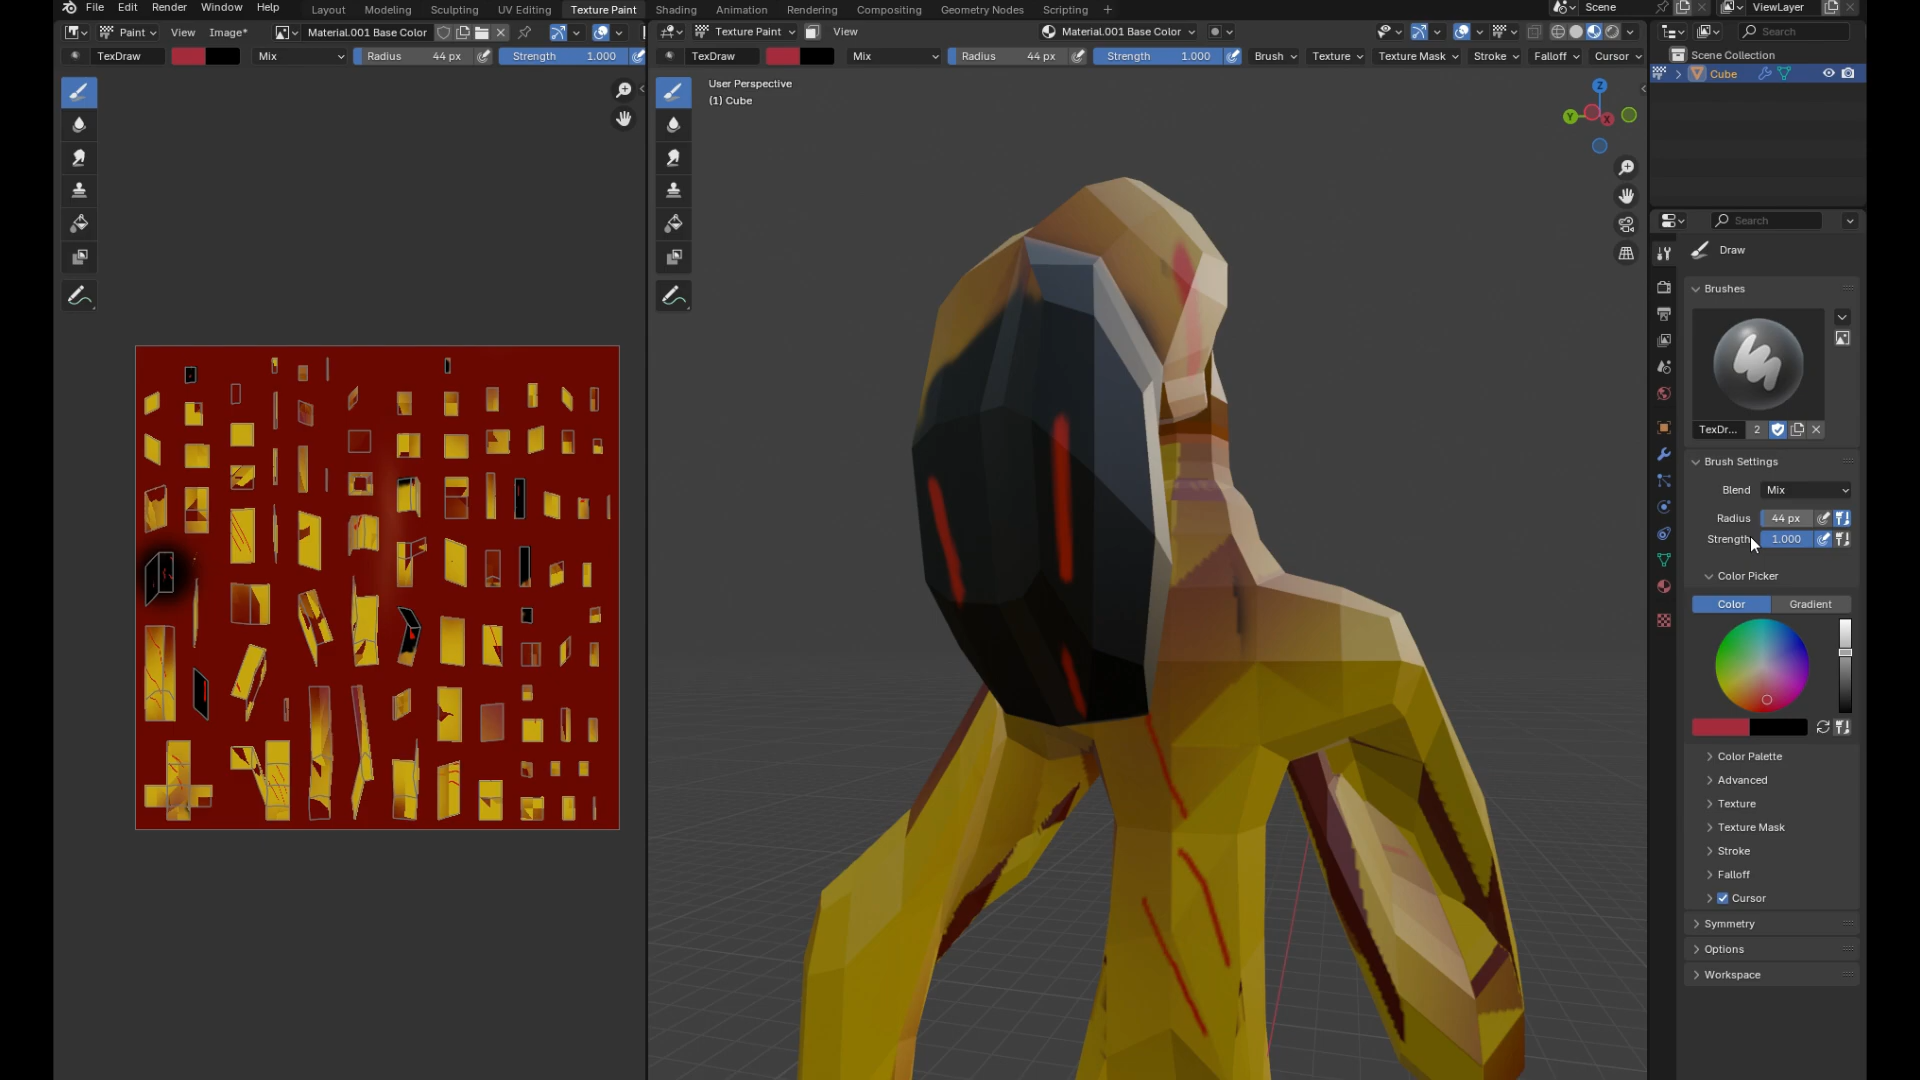 File Edit Render Window Help Layout Modeling Sculpting UV Editing Texture Paint Shading Animation Rendering Compositing Geometry Nodes Scripting + Scene ViewLayer
Paint View Image* Material.001 Base Color
Texture Paint View Material.001 Base Color
Search
TexDraw Mix Radius 44 px Strength 1.000
TexDraw Mix Radius 44 px Strength 1.000 Brush Texture Texture Mask Stroke Falloff Cursor
Scene Collection
Cube
User Perspective
(1) Cube
Z
Y
X
Search
Draw
Brushes
TexDr... 2
Brush Settings
Blend Mix
Radius 44 px
Strength 1.000
Color Picker
Color Gradient
Color Palette
Advanced
Texture
Texture Mask
Stroke
Falloff
Cursor
Symmetry
Options
Workspace